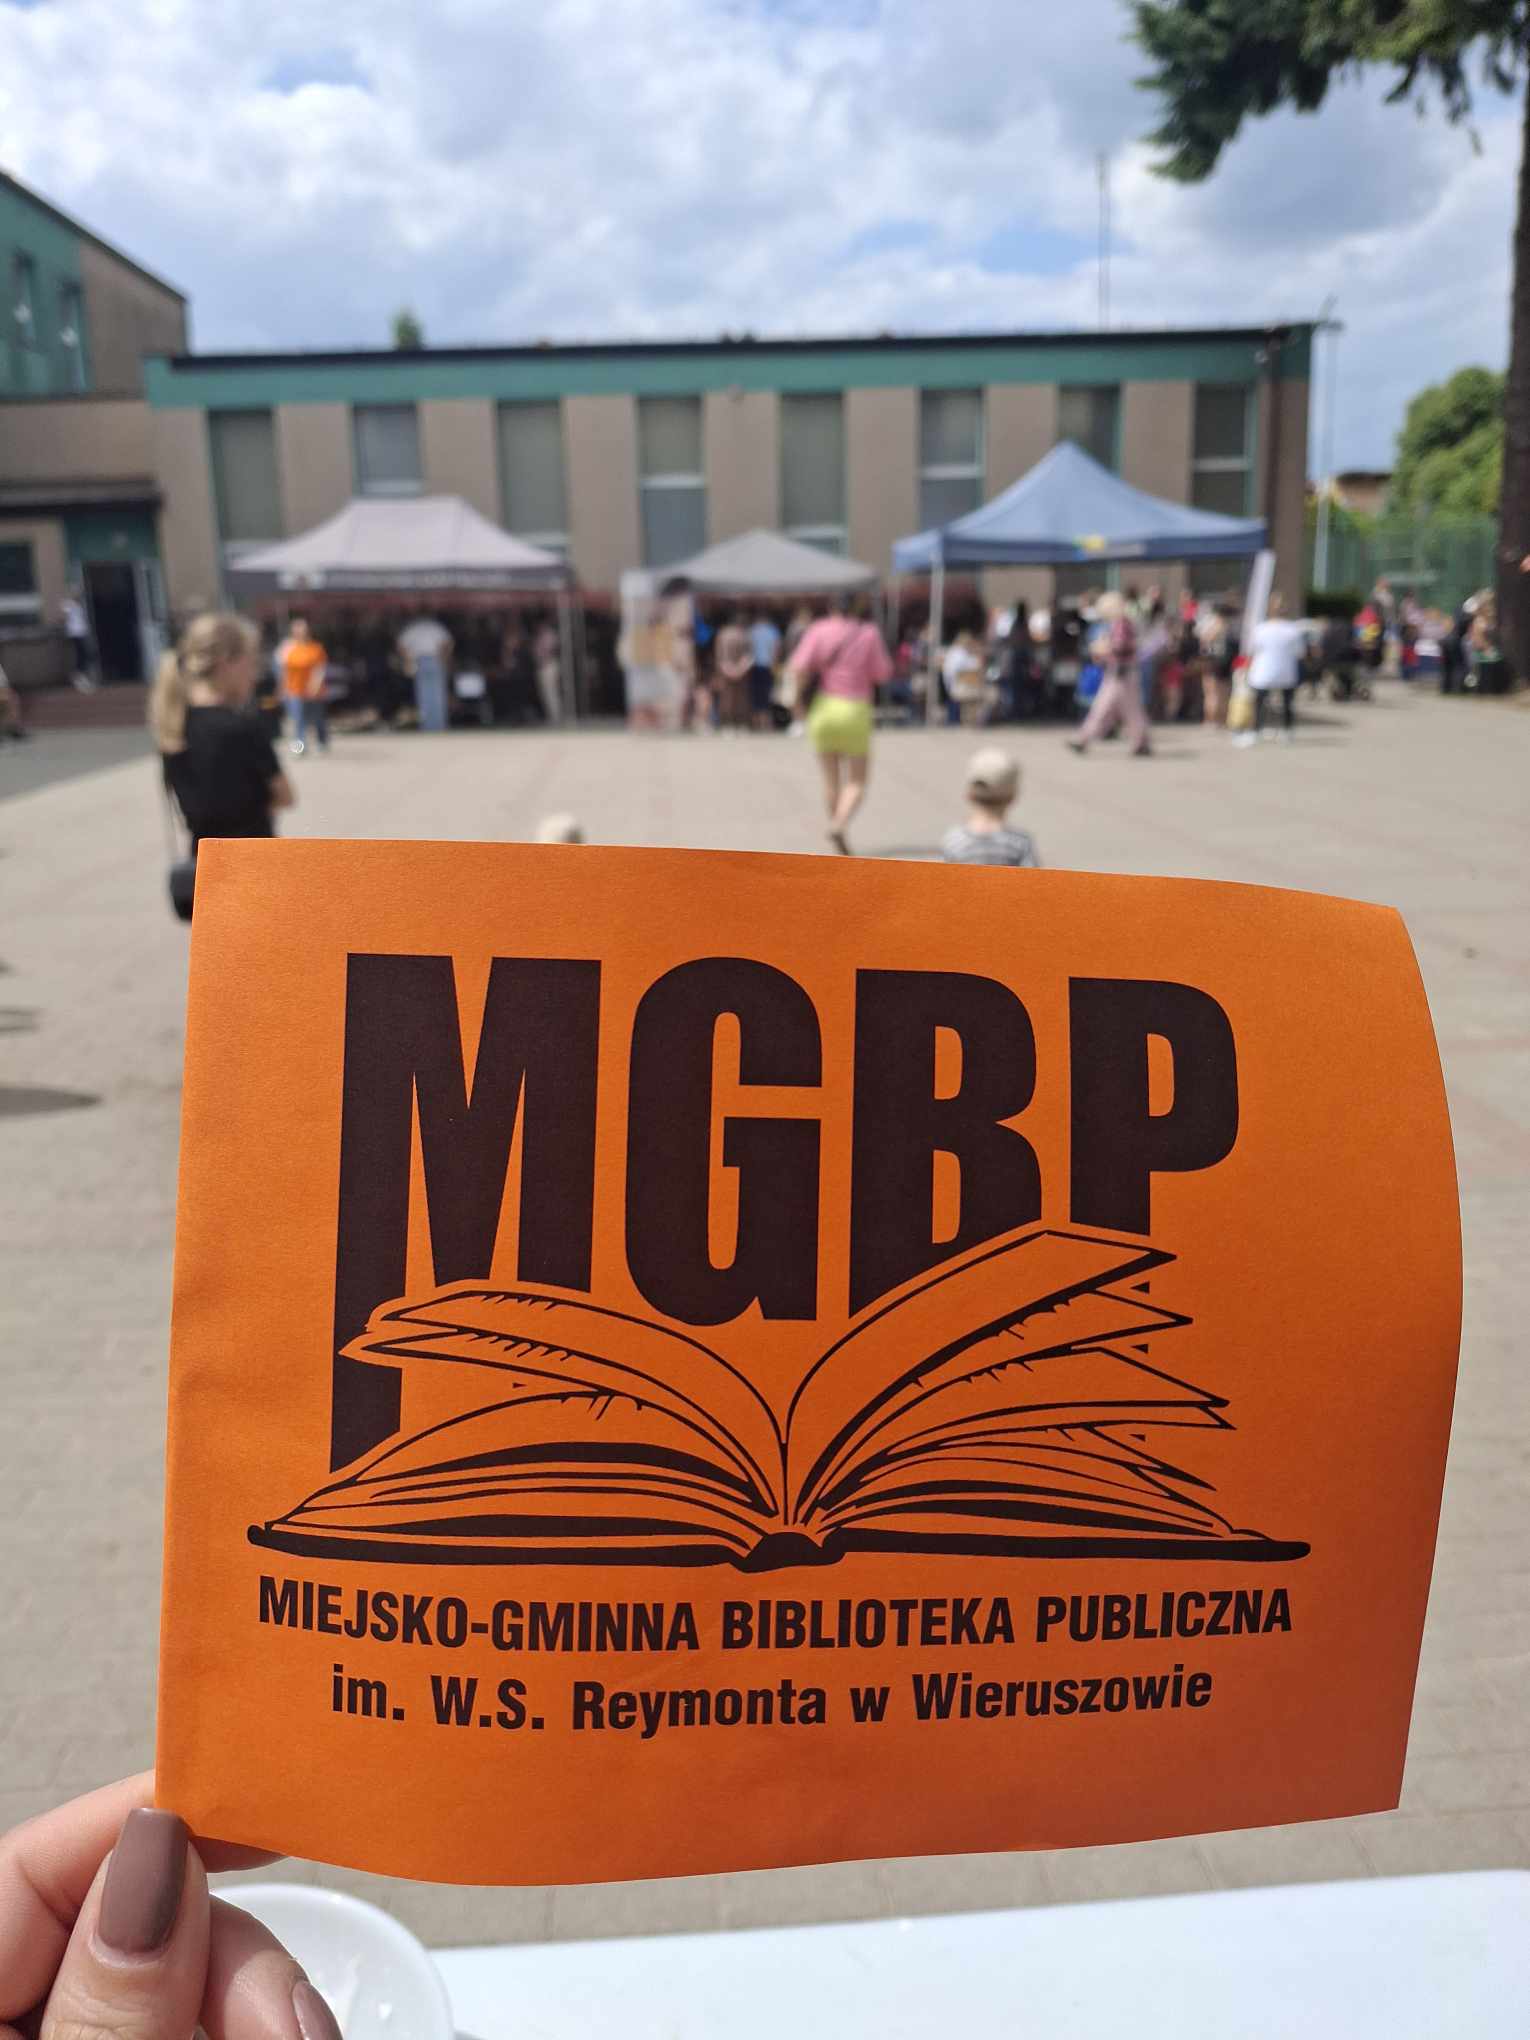 MGBP
MIEJSKO-GMINNA BIBLIOTEKA PUBLICZNA
im. W.S. Reymonta w Wieruszowie